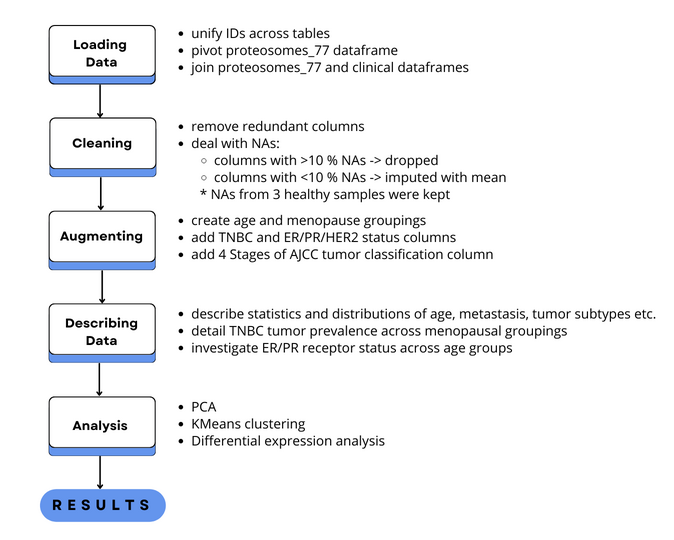 Loading
Data
• unify IDs across tables
• pivot proteosomes_77 dataframe
• join proteosomes_77 and clinical dataframes
Cleaning
• remove redundant columns
• deal with NAs:
◦ columns with >10 % NAs -> dropped
◦ columns with <10 % NAs -> imputed with mean
* NAs from 3 healthy samples were kept
Augmenting
• create age and menopause groupings
• add TNBC and ER/PR/HER2 status columns
• add 4 Stages of AJCC tumor classification column
Describing
Data
• describe statistics and distributions of age, metastasis, tumor subtypes etc.
• detail TNBC tumor prevalence across menopausal groupings
• investigate ER/PR receptor status across age groups
Analysis
• PCA
• KMeans clustering
• Differential expression analysis
RESULTS